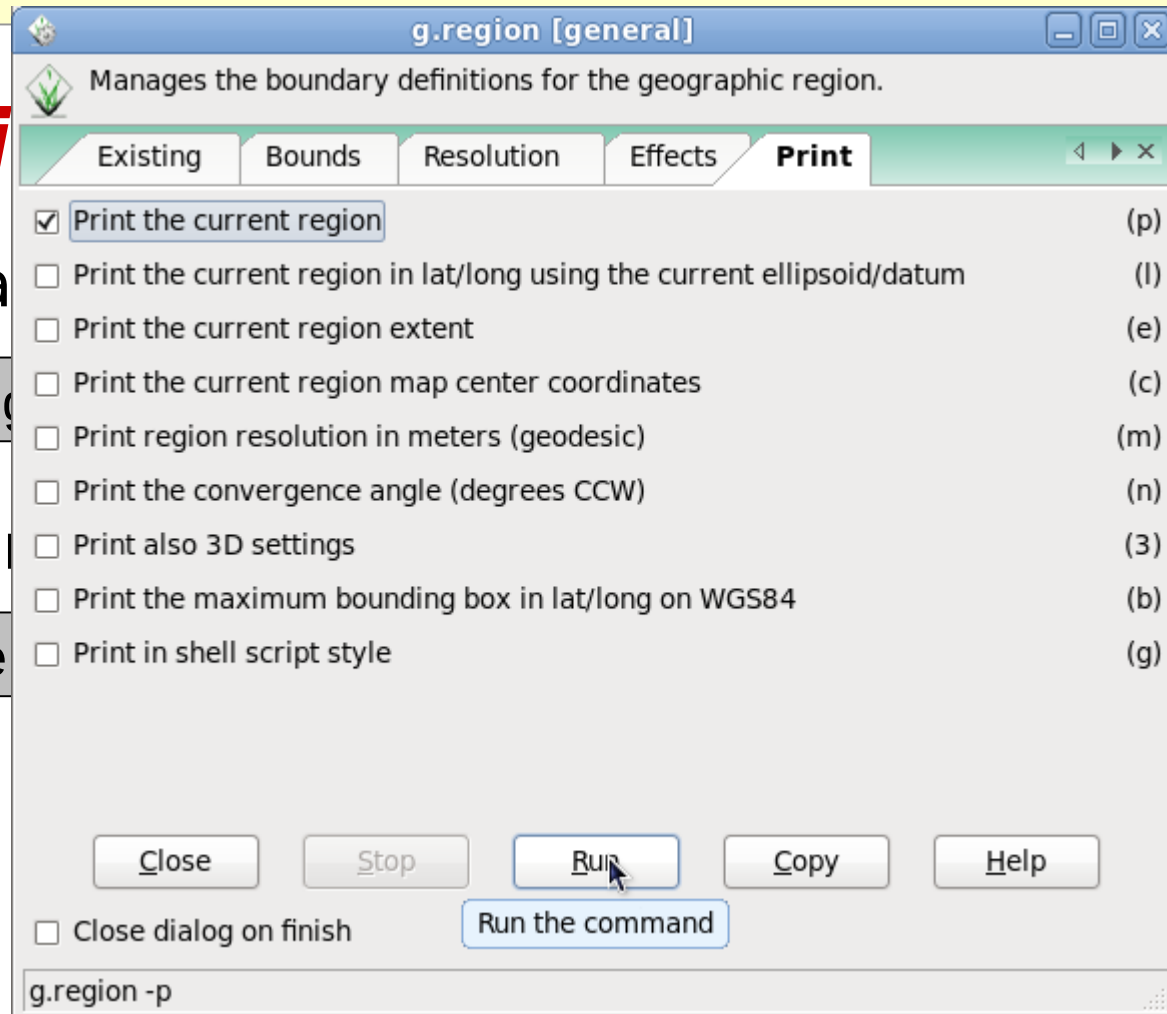 g.region [general]
Manages the boundary definitions for the geographic region.
Existing Bounds Resolution Effects Print
Print the current region (p)
Print the current region in lat/long using the current ellipsoid/datum (l)
Print the current region extent (e)
Print the current region map center coordinates (c)
Print region resolution in meters (geodesic) (m)
Print the convergence angle (degrees CCW) (n)
Print also 3D settings (3)
Print the maximum bounding box in lat/long on WGS84 (b)
Print in shell script style (g)
Close Stop Run Copy Help
Run the command
Close dialog on finish
g.region -p